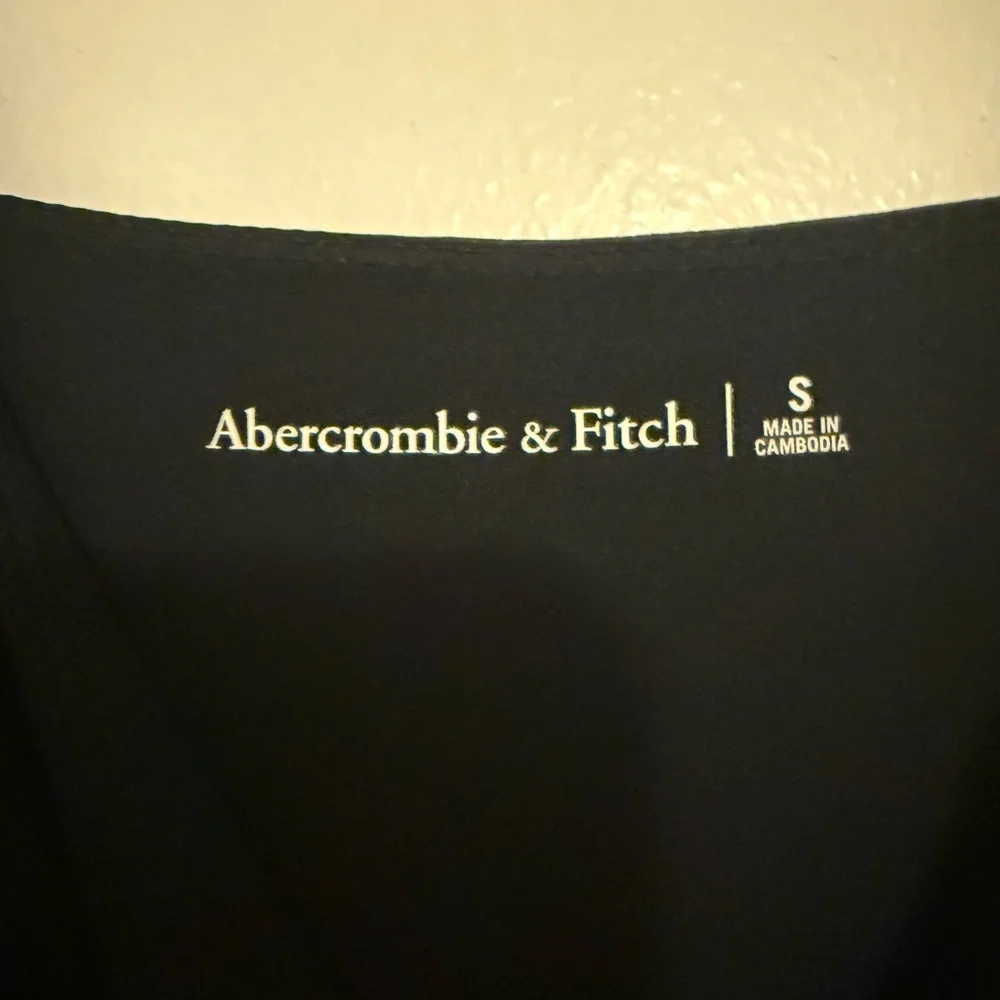 Abercrombie & Fitch | S
MADE IN
CAMBODIA